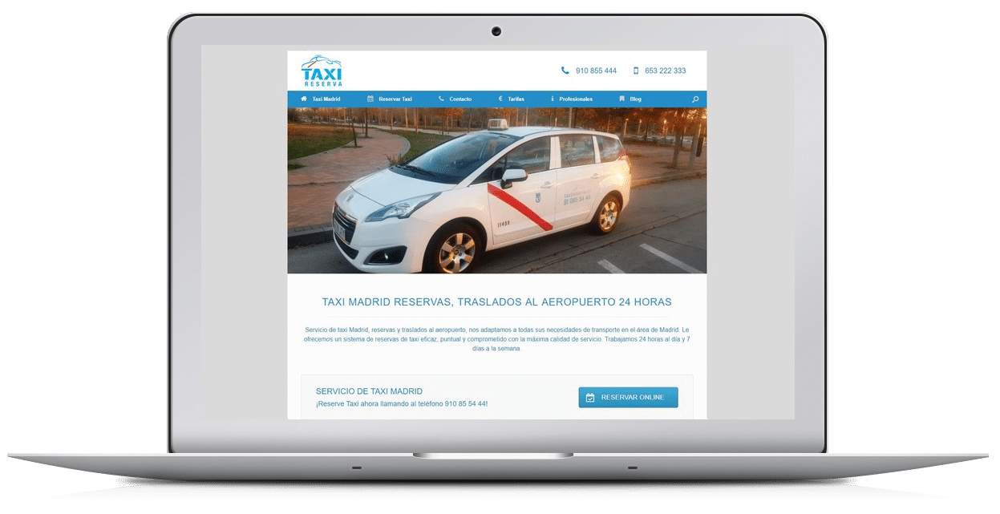 TAXI
RESERVA
910 855 444
653 222 333
Taxi Madrid
Reservar Taxi
Contacto
€ Tarifas
Profesionales
Blog
11455
TAXI MADRID RESERVAS, TRASLADOS AL AEROPUERTO 24 HORAS
Servicio de taxi Madrid, reservas y traslados al aeropuerto, nos adaptamos a todas sus necesidades de transporte en el área de Madrid. Le
ofrecemos un sistema de reservas de taxi eficaz, puntual y comprometido con la máxima calidad de servicio. Trabajamos 24 horas al día y 7
días a la semana.
SERVICIO DE TAXI MADRID
¡Reserve Taxi ahora llamando al teléfono 910 85 54 44!
RESERVAR ONLINE